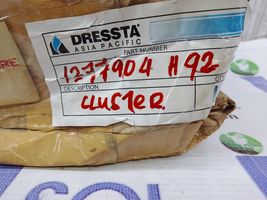 DRESSTA
ASIA PACIFIC
PART NUMBER
1277904 H92
DESCRIPTION
CLUSTER